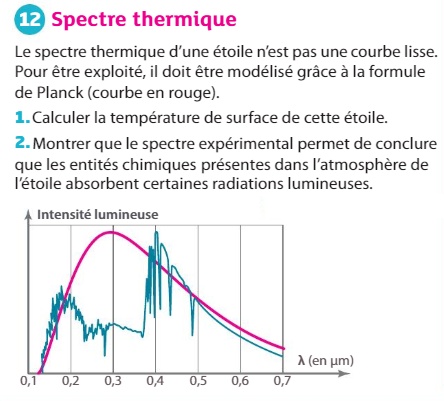 12 Spectre thermique
Le spectre thermique d'une étoile n'est pas une courbe lisse.
Pour être exploité, il doit être modélisé grâce à la formule
de Planck (courbe en rouge).
1. Calculer la température de surface de cette étoile.
2. Montrer que le spectre expérimental permet de conclure
que les entités chimiques présentes dans l'atmosphère de
l'étoile absorbent certaines radiations lumineuses.
Intensité lumineuse
λ (en µm)
0,1 0,2 0,3 0,4 0,5 0,6 0,7